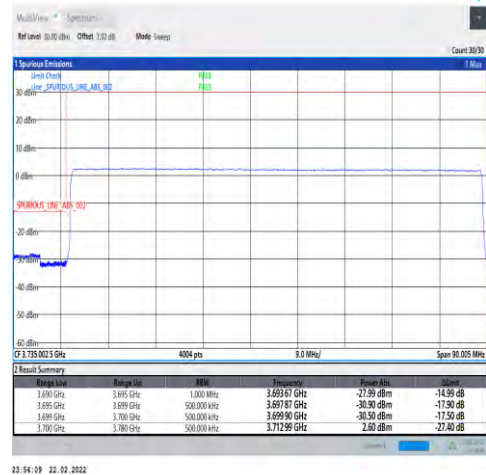 MultiView Spectrum
Ref Level 30.00 dBm Offset 7.92 dB Mode Sweep
Count 30/30
1 Spurious Emissions 1 Max
Limit Check PASS
Line _SPURIOUS_LINE_ABS_002 PASS
30 dBm
20 dBm
10 dBm
0 dBm
SPURIOUS_LINE_ABS_002
-20 dBm
-30 dBm
-40 dBm
-50 dBm
-60 dBm
CF 3.735 002 5 GHz 4004 pts 9.0 MHz/ Span 90.005 MHz
2 Result Summary
Range Low Range Up RBW Frequency Power Abs ΔLimit
3.690 GHz 3.695 GHz 1.000 MHz 3.693 67 GHz -27.99 dBm -14.99 dB
3.695 GHz 3.699 GHz 500.000 kHz 3.697 87 GHz -30.90 dBm -17.90 dB
3.699 GHz 3.700 GHz 500.000 kHz 3.699 90 GHz -30.50 dBm -17.50 dB
3.700 GHz 3.780 GHz 500.000 kHz 3.712 99 GHz 2.60 dBm -27.40 dB
23:54:09 22.02.2022